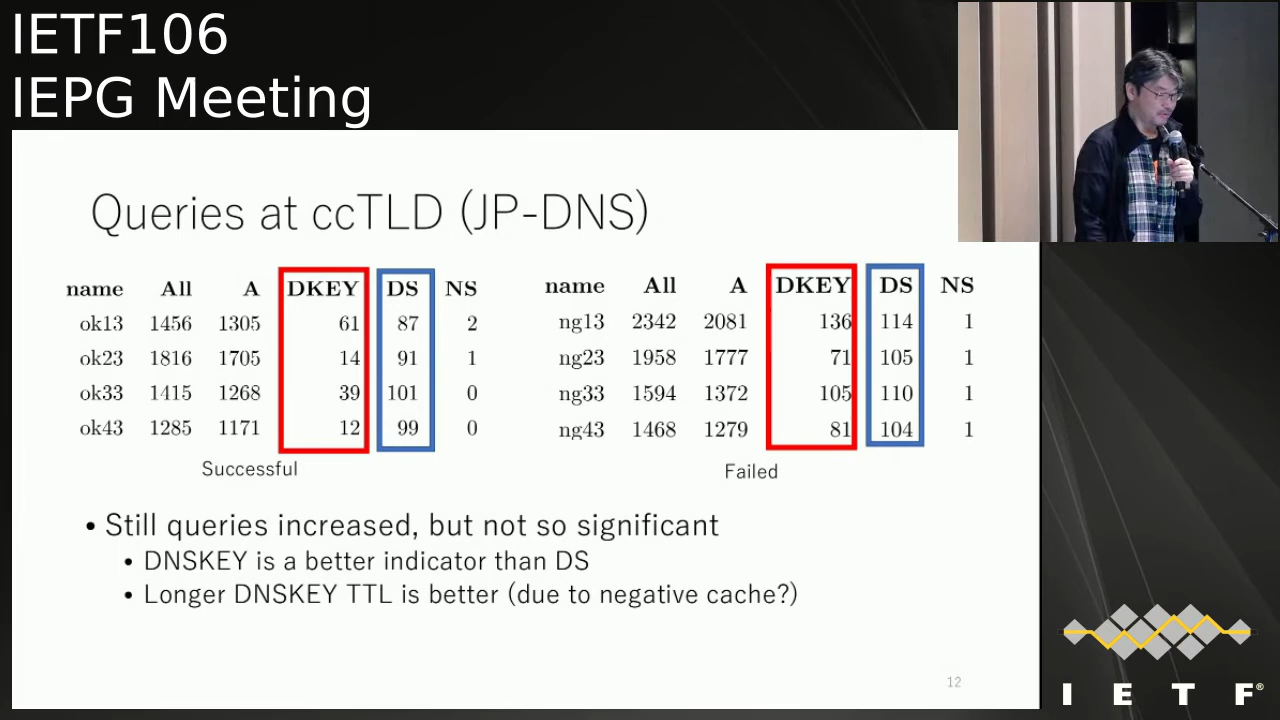 IETF106
IEPG Meeting
Queries at ccTLD (JP-DNS)
name All A DKEY DS NS
ok13 1456 1305 61 87 2
ok23 1816 1705 14 91 1
ok33 1415 1268 39 101 0
ok43 1285 1171 12 99 0
Successful
name All A DKEY DS NS
ng13 2342 2081 136 114 1
ng23 1958 1777 71 105 1
ng33 1594 1372 105 110 1
ng43 1468 1279 81 104 1
Failed
• Still queries increased, but not so significant
• DNSKEY is a better indicator than DS
• Longer DNSKEY TTL is better (due to negative cache?)
12
I E T F®